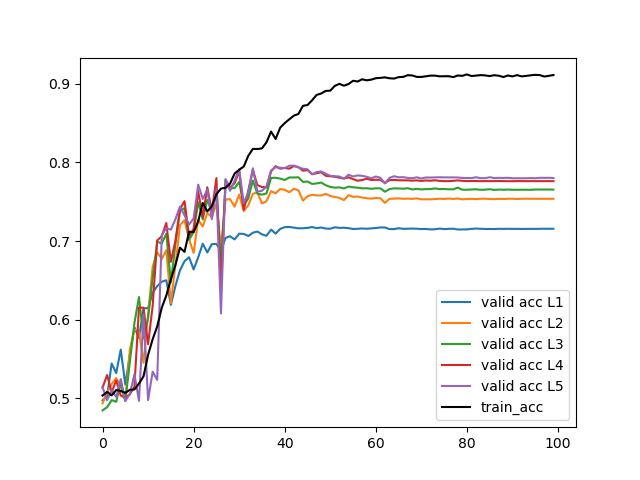 0.9
0.8
0.7
0.6
0.5
valid acc L1
valid acc L2
valid acc L3
valid acc L4
valid acc L5
train_acc
0 20 40 60 80 100